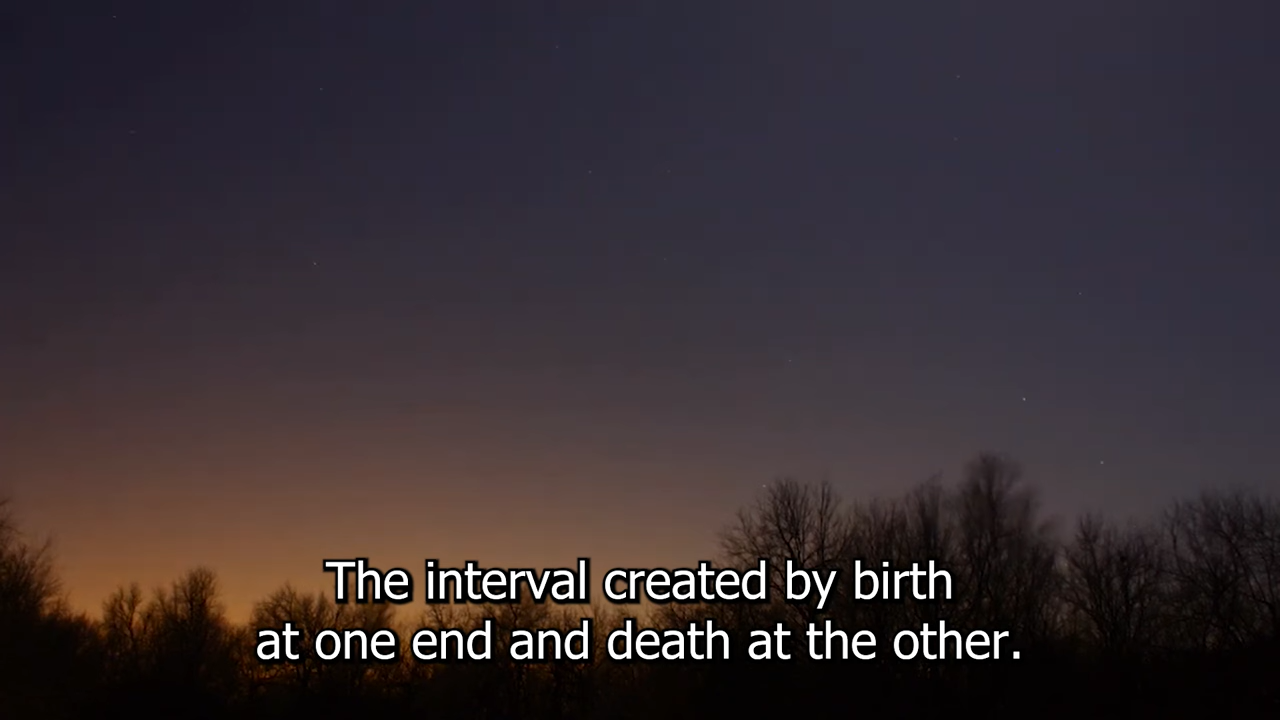 The interval created by birth
at one end and death at the other.